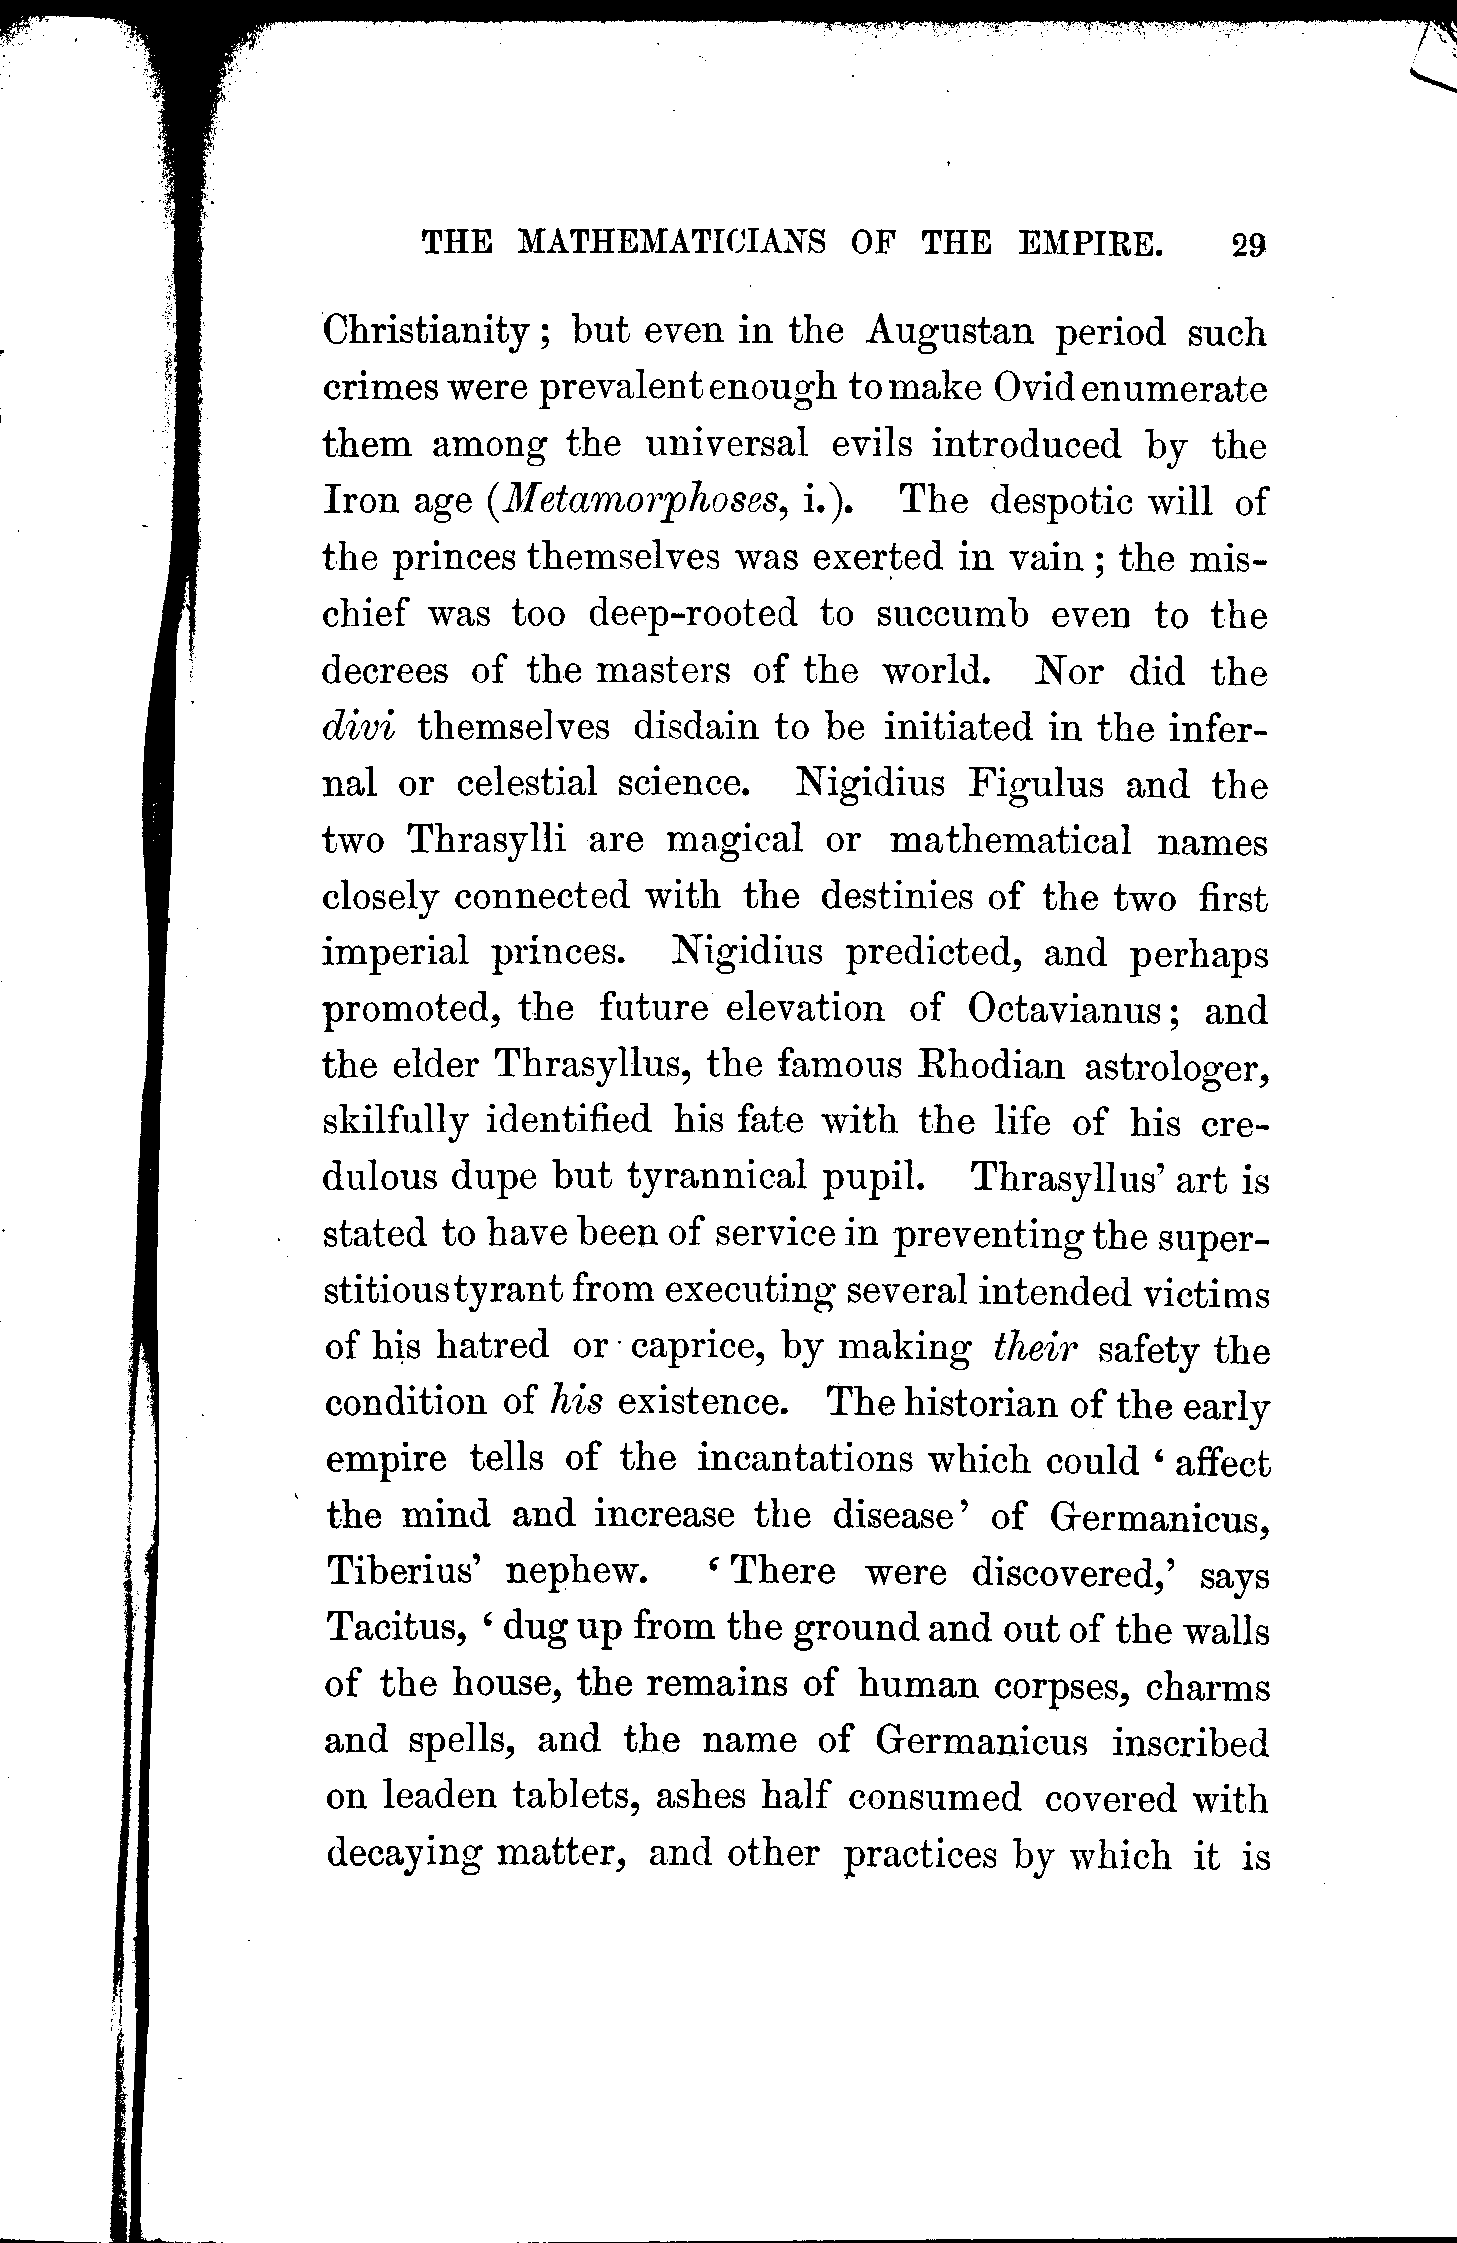 THE MATHEMATICIANS OF THE EMPIRE. 29
Christianity; but even in the Augustan period such
crimes were prevalent enough to make Ovid enumerate
them among the universal evils introduced by the
Iron age (Metamorphoses, i.). The despotic will of
the princes themselves was exerted in vain; the mis-
chief was too deep-rooted to succumb even to the
decrees of the masters of the world. Nor did the
divi themselves disdain to be initiated in the infer-
nal or celestial science. Nigidius Figulus and the
two Thrasylli are magical or mathematical names
closely connected with the destinies of the two first
imperial princes. Nigidius predicted, and perhaps
promoted, the future elevation of Octavianus; and
the elder Thrasyllus, the famous Rhodian astrologer,
skilfully identified his fate with the life of his cre-
dulous dupe but tyrannical pupil. Thrasyllus' art is
stated to have been of service in preventing the super-
stitious tyrant from executing several intended victims
of his hatred or caprice, by making their safety the
condition of his existence. The historian of the early
empire tells of the incantations which could ‘affect
the mind and increase the disease’ of Germanicus,
Tiberius’ nephew. ‘There were discovered,’ says
Tacitus, ‘dug up from the ground and out of the walls
of the house, the remains of human corpses, charms
and spells, and the name of Germanicus inscribed
on leaden tablets, ashes half consumed covered with
decaying matter, and other practices by which it is